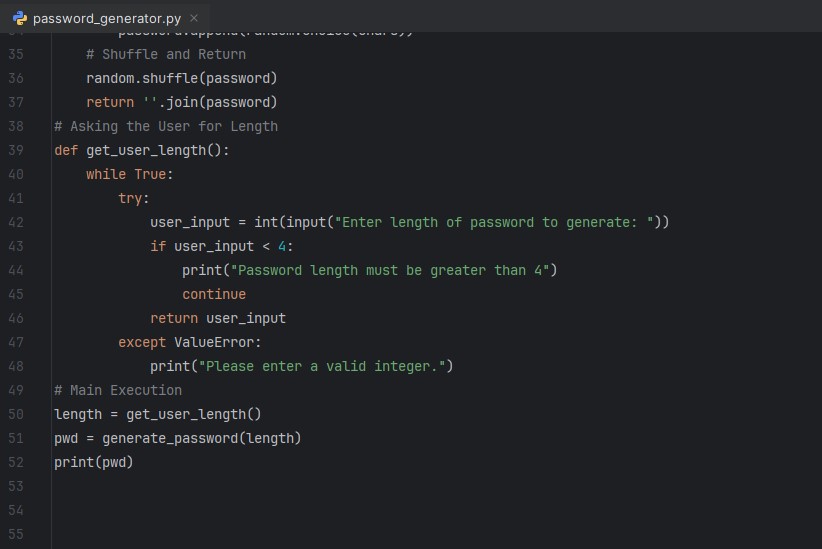 password_generator.py
35 # Shuffle and Return
36 random.shuffle(password)
37 return ''.join(password)
38 # Asking the User for Length
39 def get_user_length():
40 while True:
41 try:
42 user_input = int(input("Enter length of password to generate: "))
43 if user_input < 4:
44 print("Password length must be greater than 4")
45 continue
46 return user_input
47 except ValueError:
48 print("Please enter a valid integer.")
49 # Main Execution
50 length = get_user_length()
51 pwd = generate_password(length)
52 print(pwd)
53
54
55